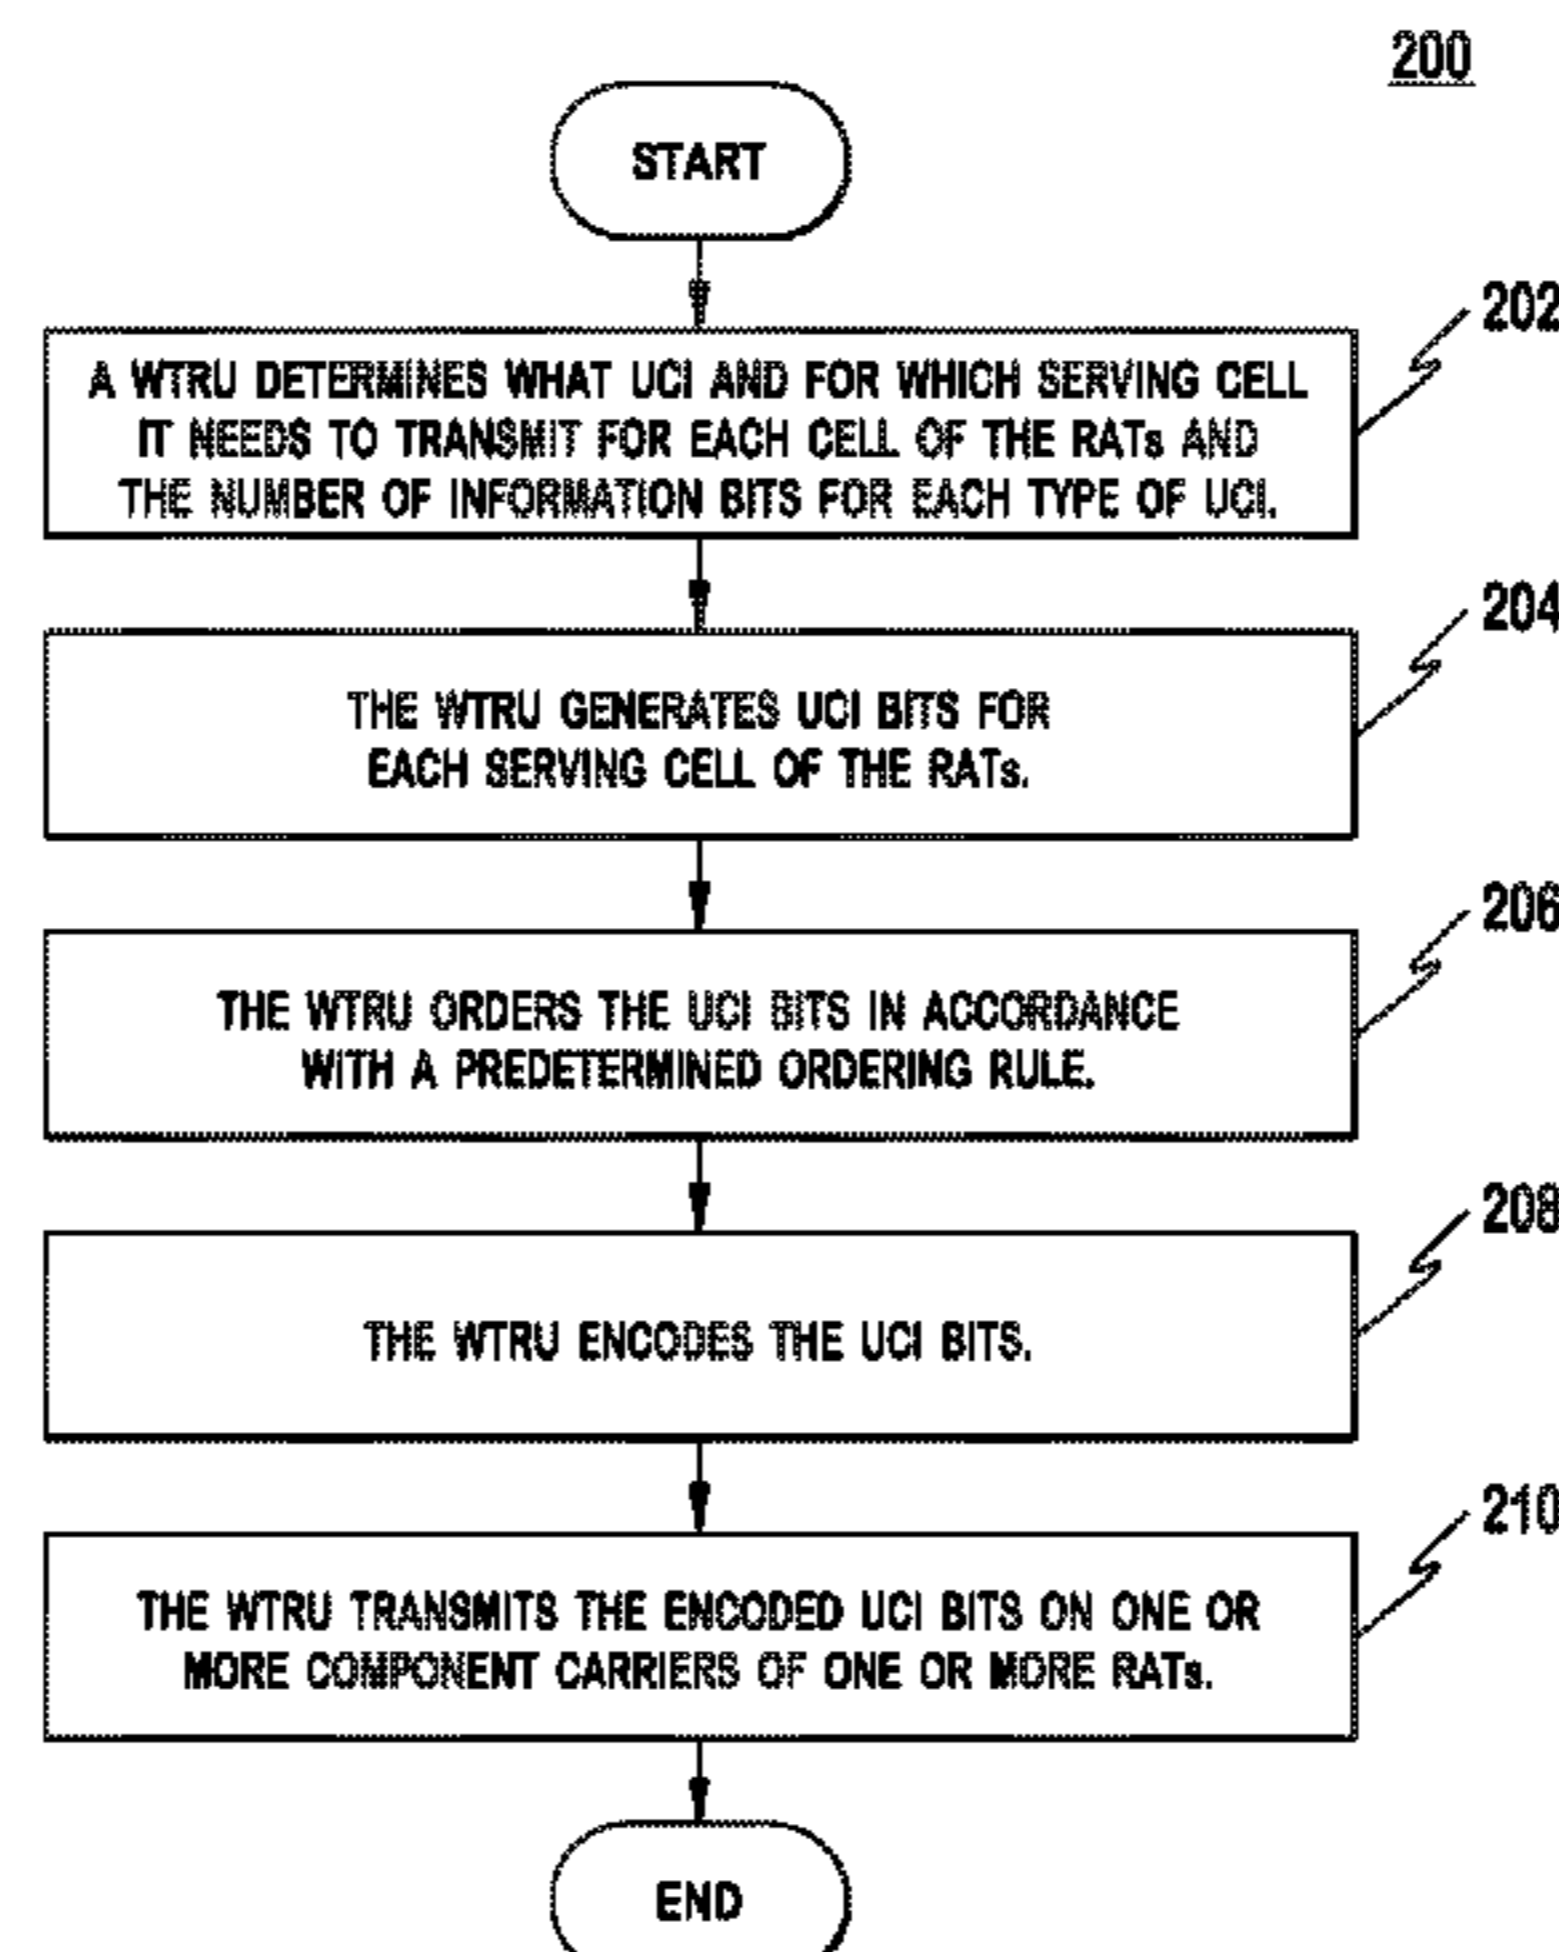 200
START
202
A WTRU DETERMINES WHAT UCI AND FOR WHICH SERVING CELL
IT NEEDS TO TRANSMIT FOR EACH CELL OF THE RATs AND
THE NUMBER OF INFORMATION BITS FOR EACH TYPE OF UCI.
204
THE WTRU GENERATES UCI BITS FOR
EACH SERVING CELL OF THE RATs.
206
THE WTRU ORDERS THE UCI BITS IN ACCORDANCE
WITH A PREDETERMINED ORDERING RULE.
208
THE WTRU ENCODES THE UCI BITS.
210
THE WTRU TRANSMITS THE ENCODED UCI BITS ON ONE OR
MORE COMPONENT CARRIERS OF ONE OR MORE RATs.
END